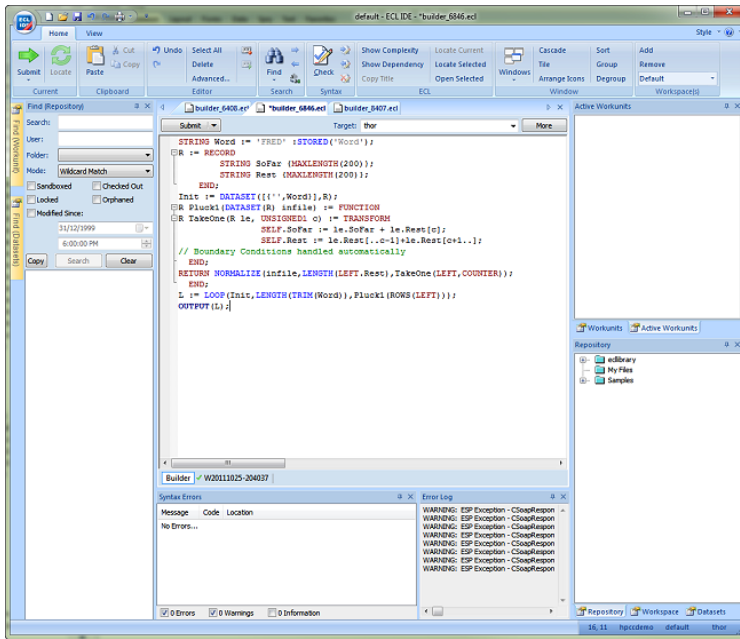 default - ECL IDE - *builder_6846.ecl
ECL IDE
Home View Style
Submit Locate
Current
Paste Cut Copy
Clipboard
Undo Select All Delete Advanced...
Editor
Find
Search
Check
Syntax
Show Complexity Locate Current
Show Dependency Locate Selected
Copy Title Open Selected
ECL
Windows Cascade Tile Arrange Icons
Sort Group Degroup
Window
Add
Remove
Default
Workspace(s)
Find (Workunit)
Find (Datasets)
Find (Repository)
Search:
User:
Folder:
Mode: Wildcard Match
Sandboxed Checked Out
Locked Orphaned
Modified Since:
31/12/1999
6:00:00 PM
Copy Search Clear
builder_6408.ecl *builder_6846.ecl builder_8407.ecl
Submit Target: thor More
STRING Word := 'FRED' :STORED('Word');
R := RECORD
STRING SoFar {MAXLENGTH(200)};
STRING Rest {MAXLENGTH(200)};
END;
Init := DATASET([{'',Word}],R);
R Pluck1(DATASET(R) infile) := FUNCTION
R TakeOne(R le, UNSIGNED1 c) := TRANSFORM
SELF.SoFar := le.SoFar + le.Rest[c];
SELF.Rest := le.Rest[..c-1]+le.Rest[c+1..];
// Boundary Conditions handled automatically
END;
RETURN NORMALIZE(infile,LENGTH(LEFT.Rest),TakeOne(LEFT,COUNTER));
END;
L := LOOP(Init,LENGTH(TRIM(Word)),Pluck1(ROWS(LEFT)));
OUTPUT(L);
Builder W20111025-204037
Syntax Errors
Message Code Location
No Errors...
0 Errors 0 Warnings 0 Information
Error Log
WARNING: ESP Exception - CSoapRespon
WARNING: ESP Exception - CSoapRespon
WARNING: ESP Exception - CSoapRespon
WARNING: ESP Exception - CSoapRespon
WARNING: ESP Exception - CSoapRespon
WARNING: ESP Exception - CSoapRespon
WARNING: ESP Exception - CSoapRespon
Active Workunits
Workunits Active Workunits
Repository
eclibrary
My Files
Samples
Repository Workspace Datasets
16, 11 hpccdemo default thor